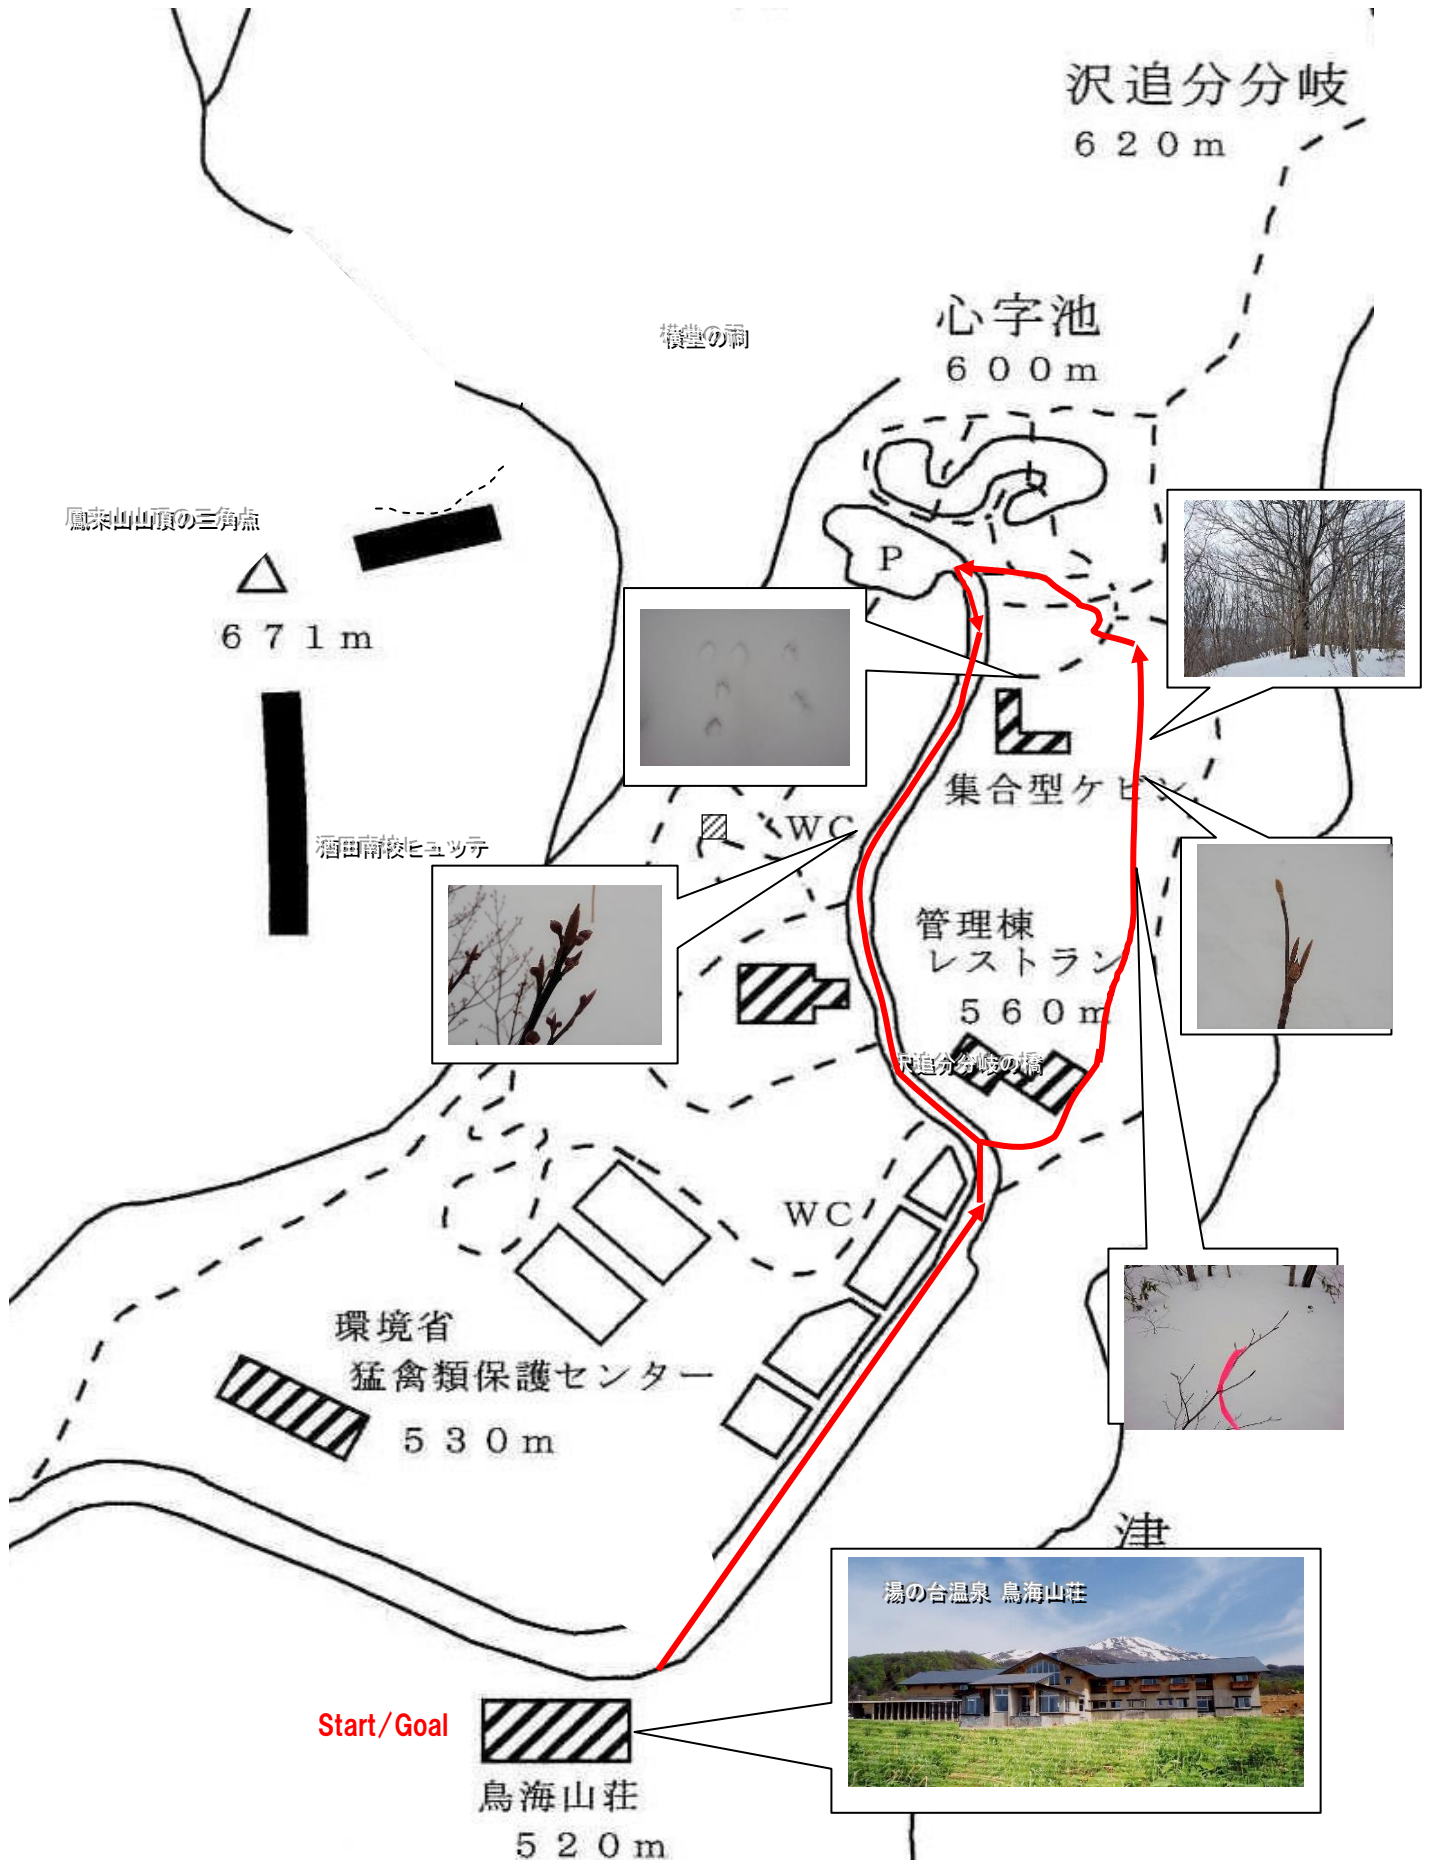 沢追分分岐
620m
心字池
600m
横堂の祠
鳳来山山頂の三角点
671m
P
集合型ケビン
WC
酒田南校ヒュッテ
管理棟
レストラン
560m
沢追分分岐の橋
WC
環境省
猛禽類保護センター
530m
津
湯の台温泉 鳥海山荘
Start/Goal
鳥海山荘
520m